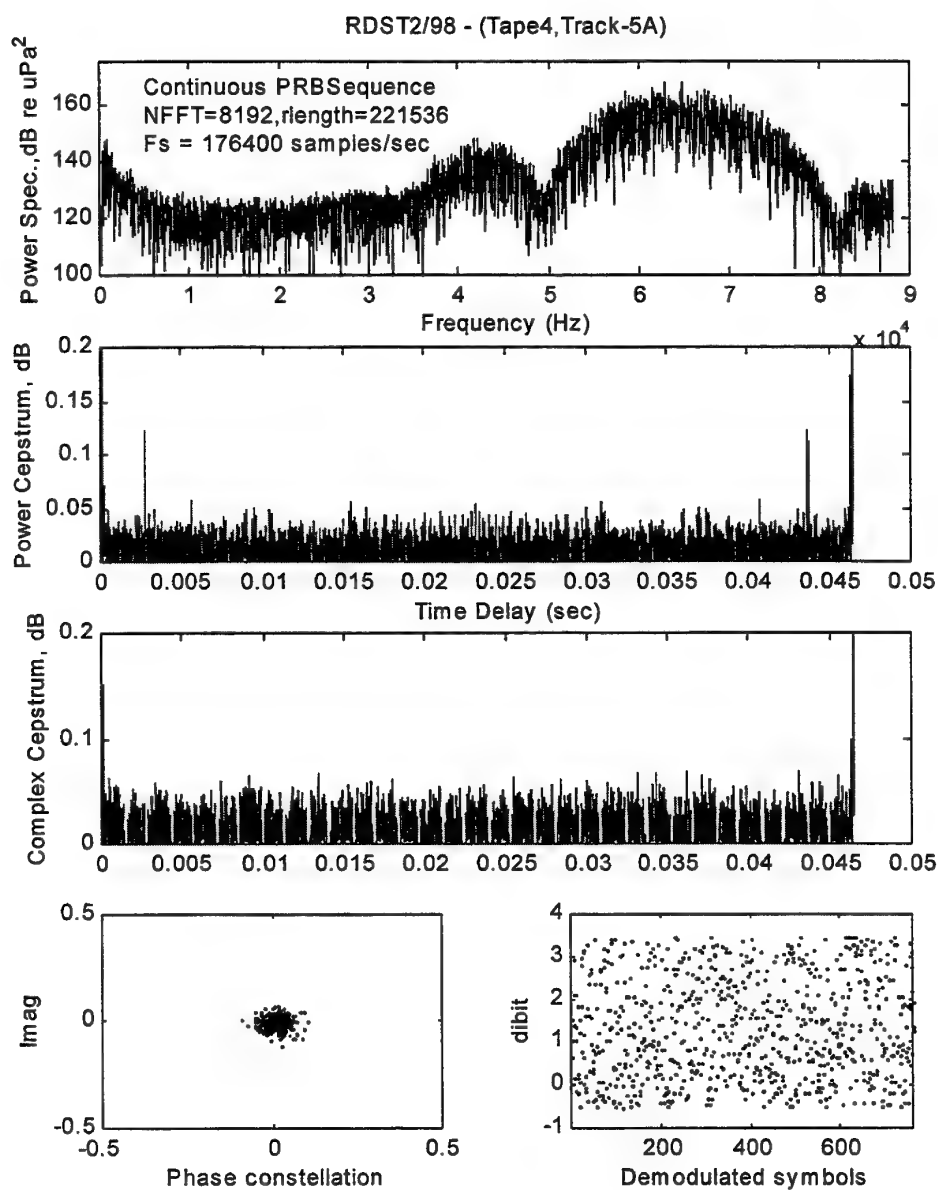 RDST2/98 - (Tape4,Track-5A)
Power Spec.,dB re uPa²
160
140
120
100
Continuous PRBSequence
NFFT=8192,rlength=221536
Fs = 176400 samples/sec
0 1 2 3 4 5 6 7 8 9
Frequency (Hz)
x 10⁴
Power Cepstrum, dB
0.2
0.15
0.1
0.05
0
0 0.005 0.01 0.015 0.02 0.025 0.03 0.035 0.04 0.045 0.05
Time Delay (sec)
Complex Cepstrum, dB
0.2
0.1
0
0 0.005 0.01 0.015 0.02 0.025 0.03 0.035 0.04 0.045 0.05
Imag
0.5
0
-0.5
-0.5 0 0.5
Phase constellation
dibit
4
3
2
1
0
-1
200 400 600
Demodulated symbols